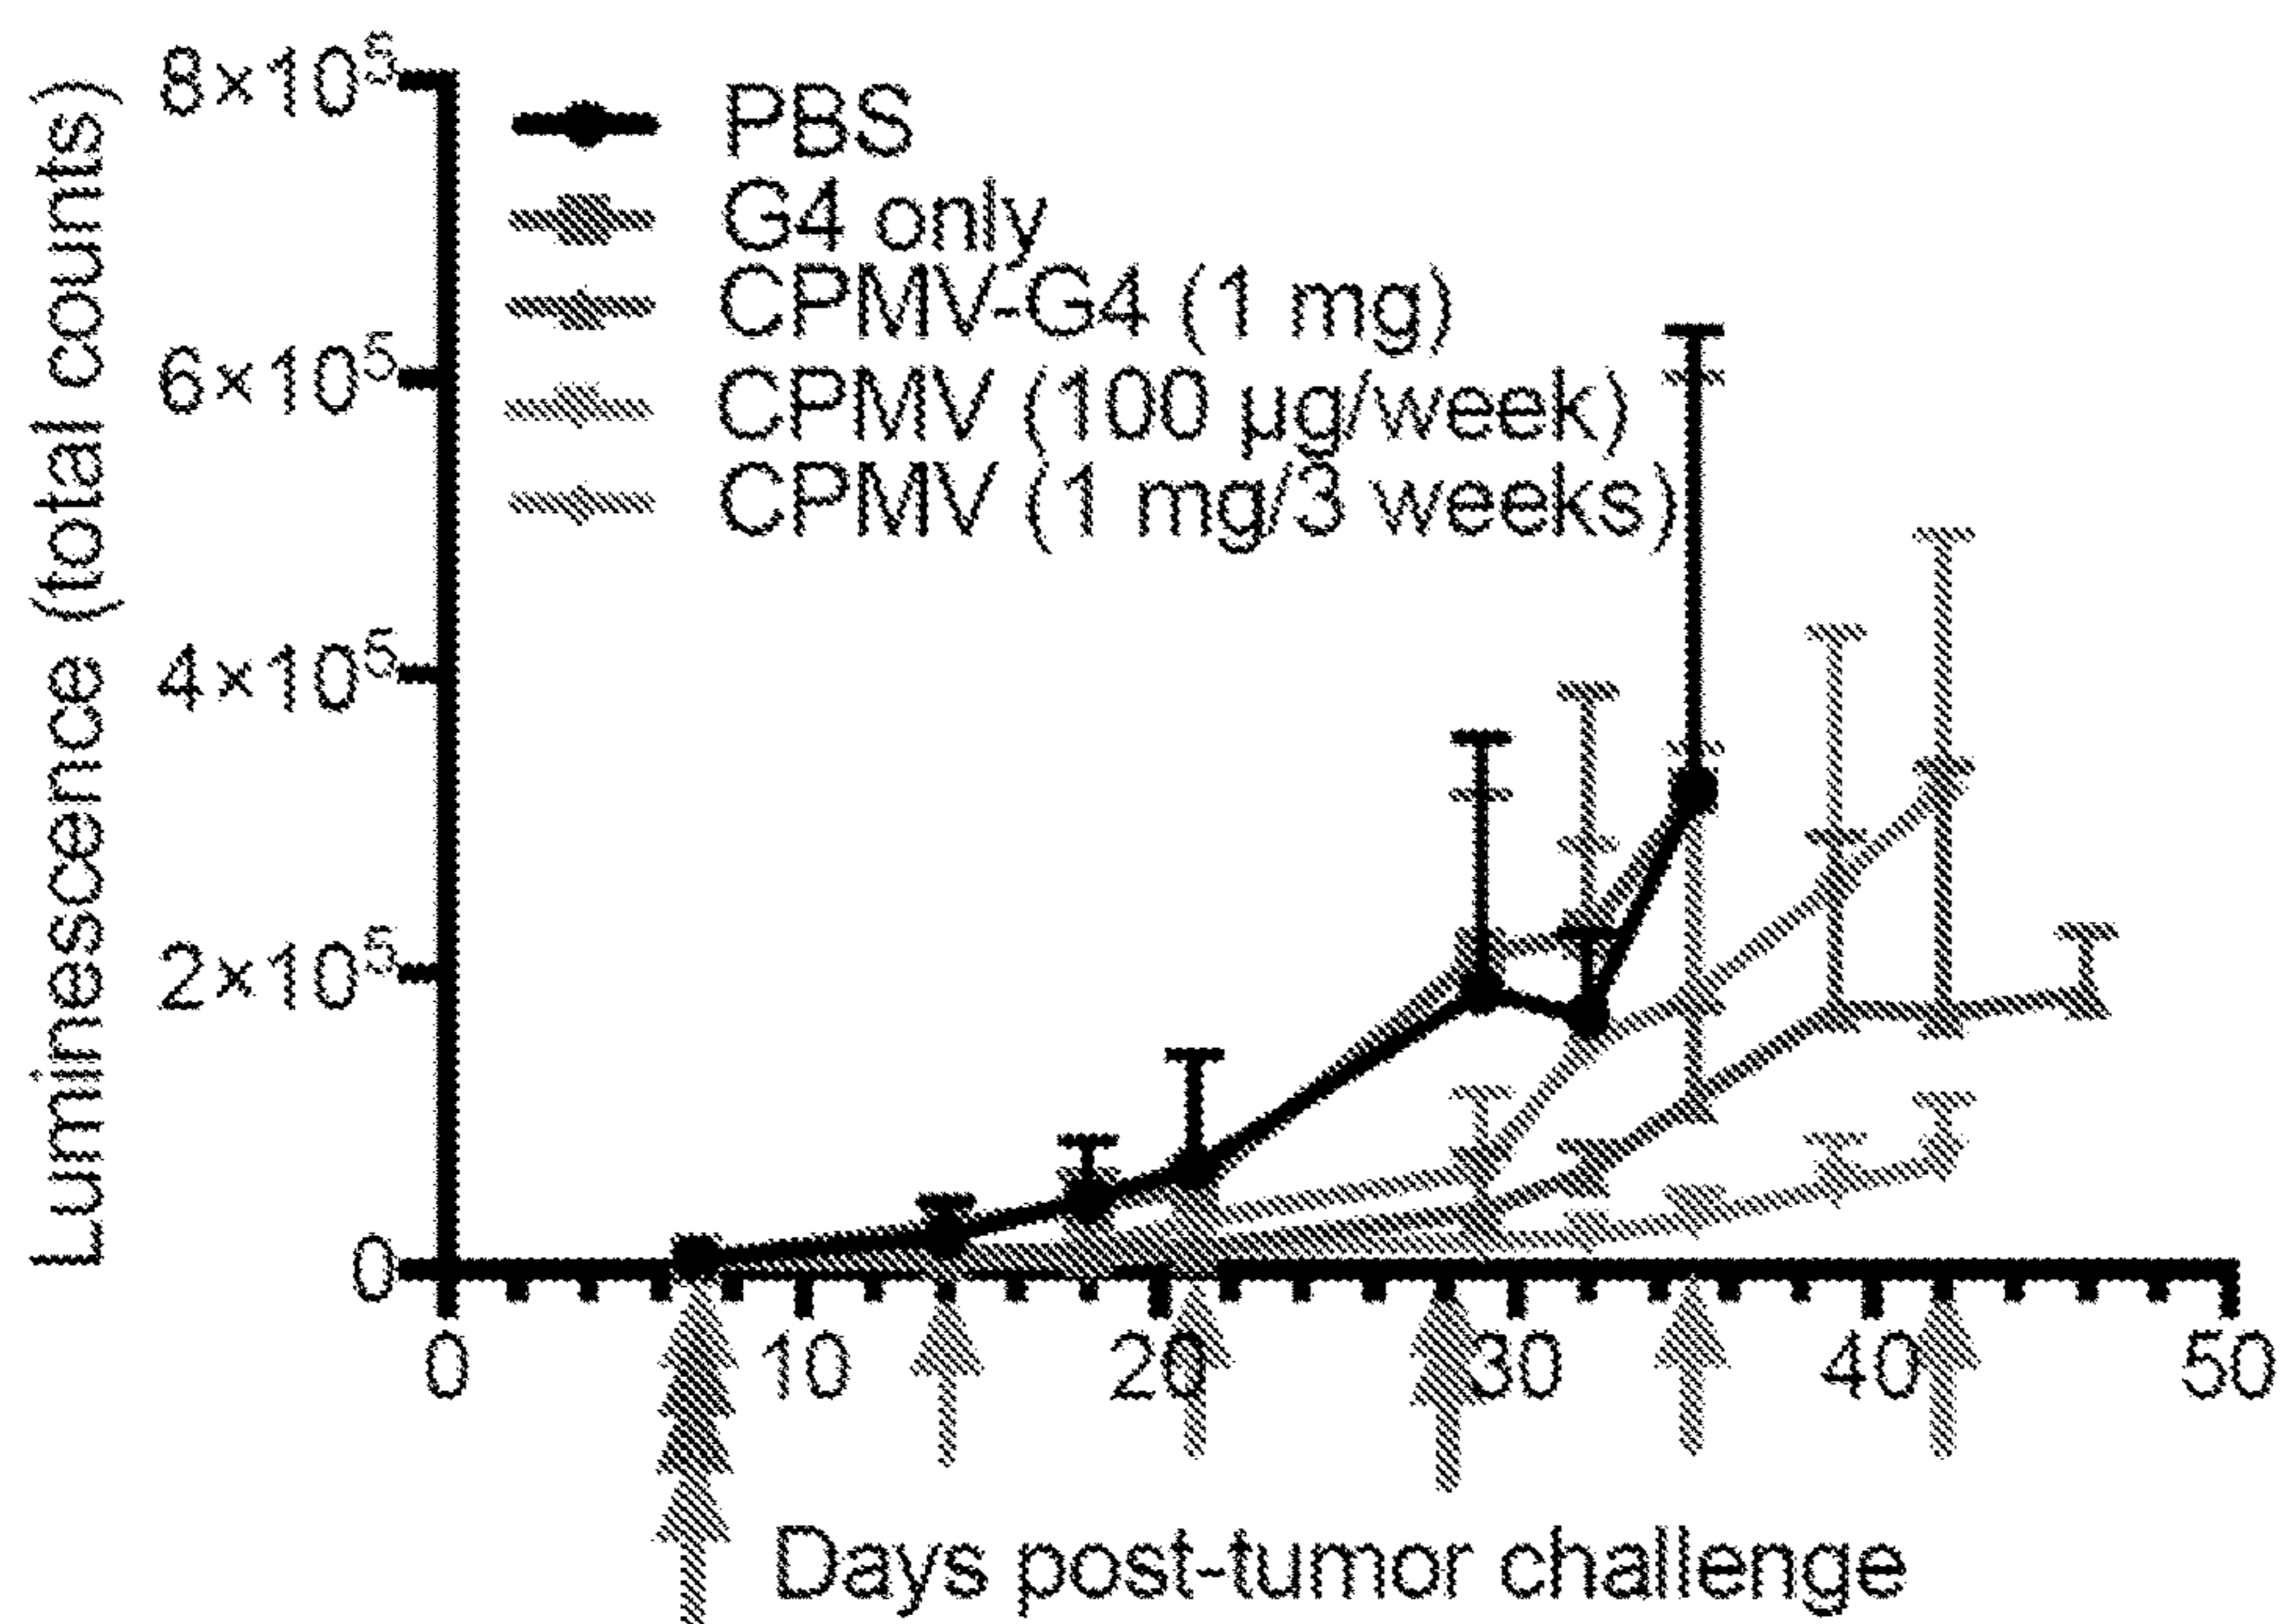 Luminescence (total counts)
8×10⁵
6×10⁵
4×10⁵
2×10⁵
0
PBS
G4 only
CPMV-G4 (1 mg)
CPMV (100 µg/week)
CPMV (1 mg/3 weeks)
0 10 20 30 40 50
Days post-tumor challenge